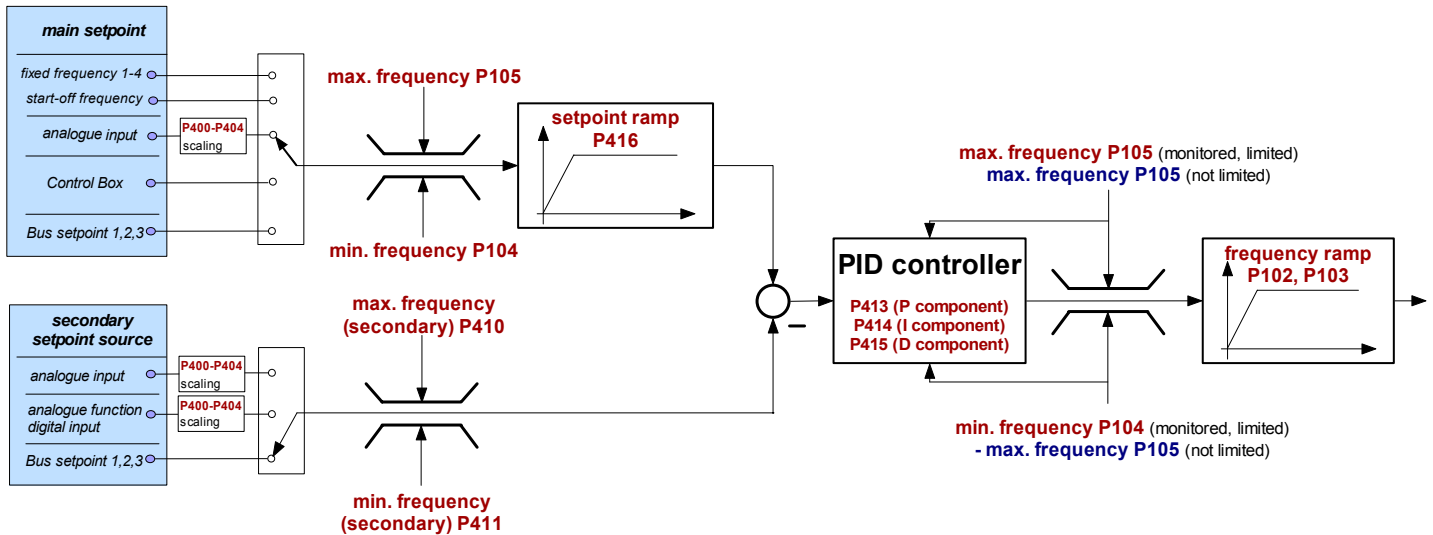 main setpoint
fixed frequency 1-4
start-off frequency
analogue input
P400-P404
scaling
Control Box
Bus setpoint 1,2,3
max. frequency P105
min. frequency P104
setpoint ramp
P416
secondary
setpoint source
analogue input
P400-P404
scaling
analogue function
digital input
P400-P404
scaling
Bus setpoint 1,2,3
max. frequency
(secondary) P410
min. frequency
(secondary) P411
–
PID controller
P413 (P component)
P414 (I component)
P415 (D component)
max. frequency P105 (monitored, limited)
max. frequency P105 (not limited)
min. frequency P104 (monitored, limited)
- max. frequency P105 (not limited)
frequency ramp
P102, P103